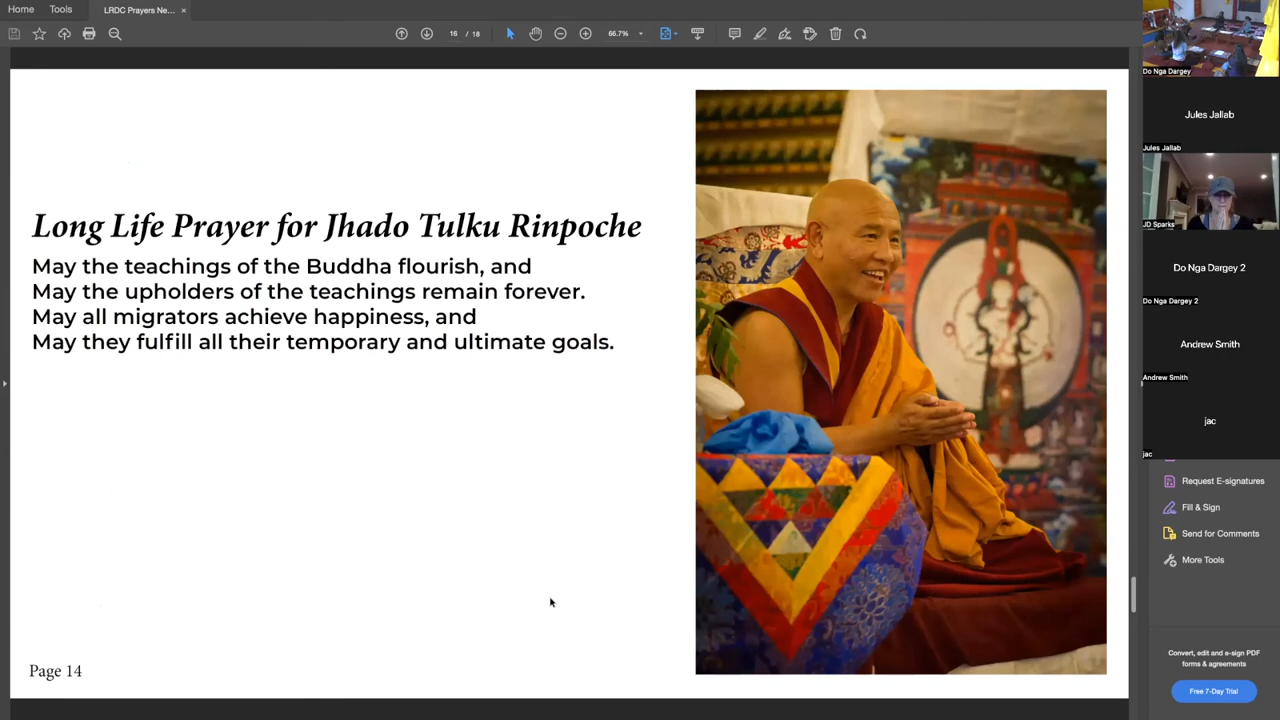 Home
Tools
LRDC Prayers Ne... ×
16 / 18
66.7%
Long Life Prayer for Jhado Tulku Rinpoche
May the teachings of the Buddha flourish, and
May the upholders of the teachings remain forever.
May all migrators achieve happiness, and
May they fulfill all their temporary and ultimate goals.
Page 14
Do Nga Dargey
Jules Jallab
Jules Jallab
JD Sparks
Do Nga Dargey 2
Do Nga Dargey 2
Andrew Smith
Andrew Smith
jac
jac
Request E-signatures
Fill & Sign
Send for Comments
More Tools
Convert, edit and e-sign PDF
forms & agreements
Free 7-Day Trial